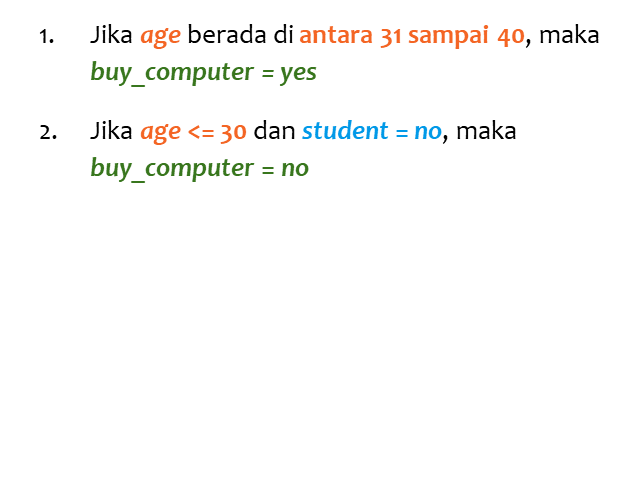 1. Jika age berada di antara 31 sampai 40, maka
buy_computer = yes
2. Jika age <= 30 dan student = no, maka
buy_computer = no